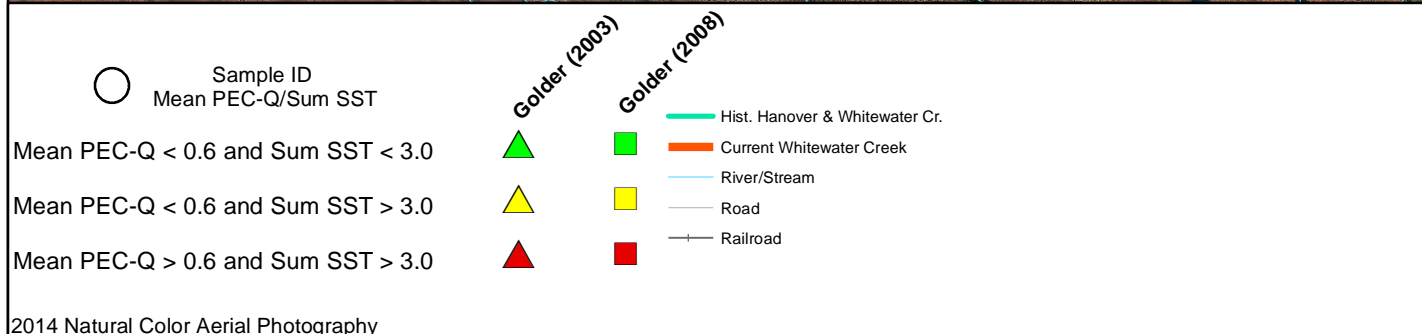 Golder (2003)
Golder (2008)
Sample ID
Mean PEC-Q/Sum SST
Mean PEC-Q < 0.6 and Sum SST < 3.0
Mean PEC-Q < 0.6 and Sum SST > 3.0
Mean PEC-Q > 0.6 and Sum SST > 3.0
Hist. Hanover & Whitewater Cr.
Current Whitewater Creek
River/Stream
Road
Railroad
2014 Natural Color Aerial Photography